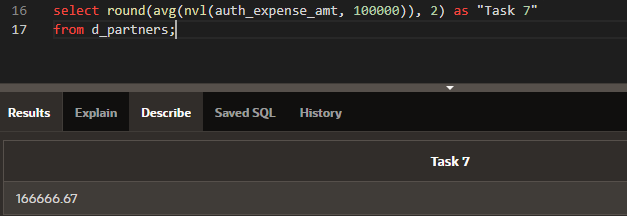 16 select round(avg(nvl(auth_expense_amt, 100000)), 2) as "Task 7"
17 from d_partners;
Results Explain Describe Saved SQL History
Task 7
166666.67